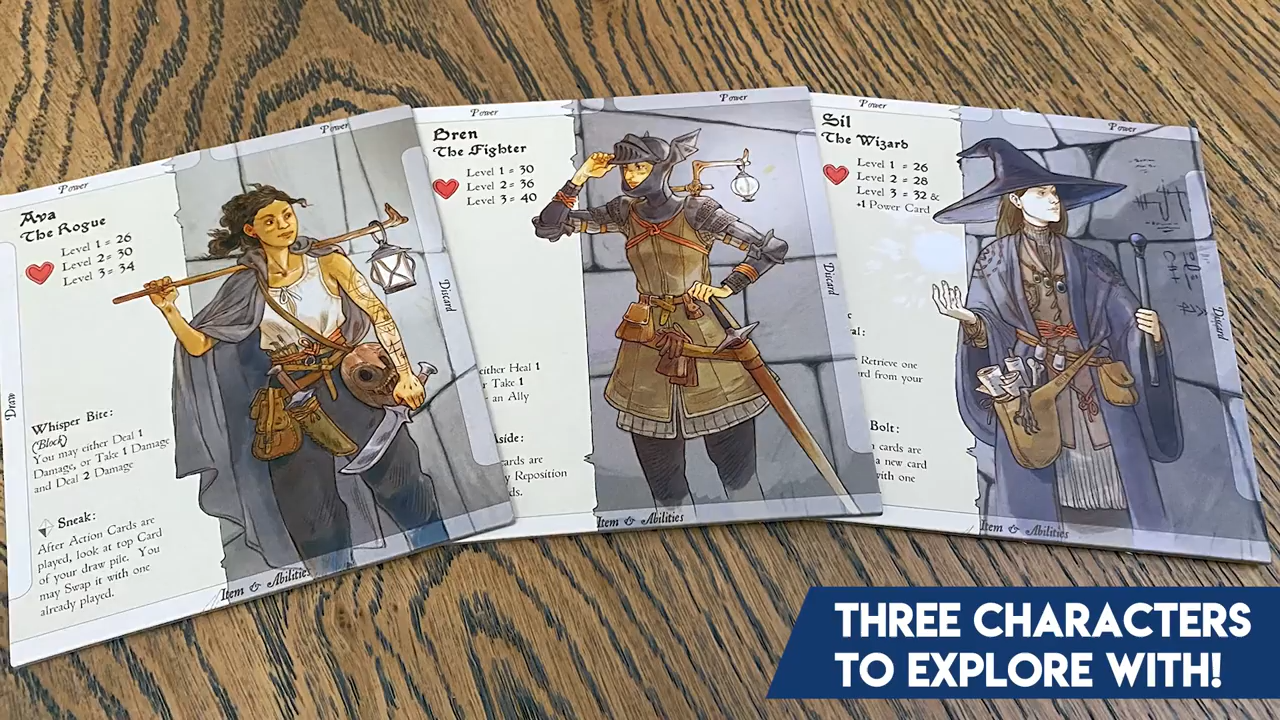 Power
Power
Ava
The Rogue
Level 1 = 26
Level 2 = 30
Level 3 = 34
Draw
Discard
Whisper Bite:
(Block)
You may either Deal 1
Damage, or Take 1 Damage
and Deal 2 Damage
Sneak:
After Action Cards are
played, look at top Card
of your draw pile. You
may Swap it with one
already played.
Item & Abilities
Power
Power
Bren
The Fighter
Level 1 = 30
Level 2 = 36
Level 3 = 40
Discard
either Heal 1
Take 1
an Ally
Aside:
cards are
Reposition
Item & Abilities
Power
Power
Sil
The Wizard
Level 1 = 26
Level 2 = 28
Level 3 = 32 &
+1 Power Card
Discard
Retrieve one
from your
Bolt:
cards are
a new card
with one
Item & Abilities
THREE CHARACTERS
TO EXPLORE WITH!